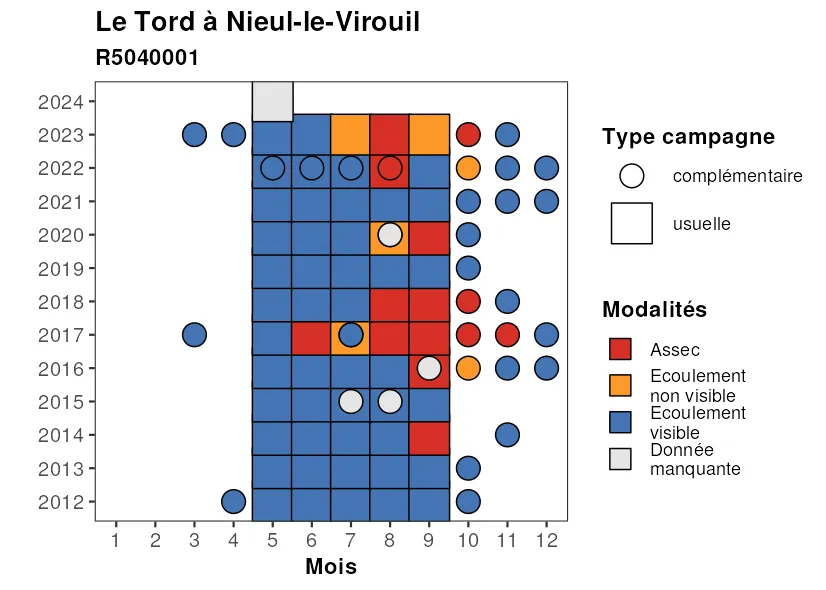 Le Tord à Nieul-le-Virouil
R5040001
2024
2023
2022
2021
2020
2019
2018
2017
2016
2015
2014
2013
2012
1 2 3 4 5 6 7 8 9 10 11 12
Mois
Type campagne
complémentaire
usuelle
Modalités
Assec
Ecoulement
non visible
Ecoulement
visible
Donnée
manquante